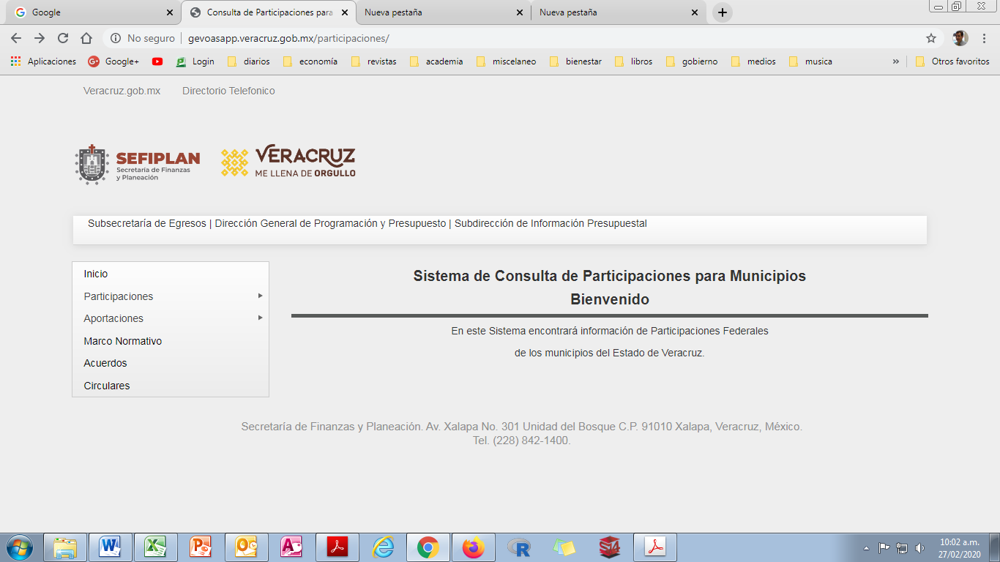 Google
Consulta de Participaciones para
Nueva pestaña
Nueva pestaña
No seguro
gevoasapp.veracruz.gob.mx/participaciones/
Aplicaciones
Google+
Login
diarios
economía
revistas
academia
miscelaneo
bienestar
libros
gobierno
medios
musica
»
Otros favoritos
Veracruz.gob.mx
Directorio Telefonico
SEFIPLAN
Secretaría de Finanzas
y Planeación
VERACRUZ
ME LLENA DE ORGULLO
Subsecretaría de Egresos | Dirección General de Programación y Presupuesto | Subdirección de Información Presupuestal
Inicio
Participaciones
Aportaciones
Marco Normativo
Acuerdos
Circulares
Sistema de Consulta de Participaciones para Municipios
Bienvenido
En este Sistema encontrará información de Participaciones Federales
de los municipios del Estado de Veracruz.
Secretaría de Finanzas y Planeación. Av. Xalapa No. 301 Unidad del Bosque C.P. 91010 Xalapa, Veracruz, México.
Tel. (228) 842-1400.
10:02 a.m.
27/02/2020